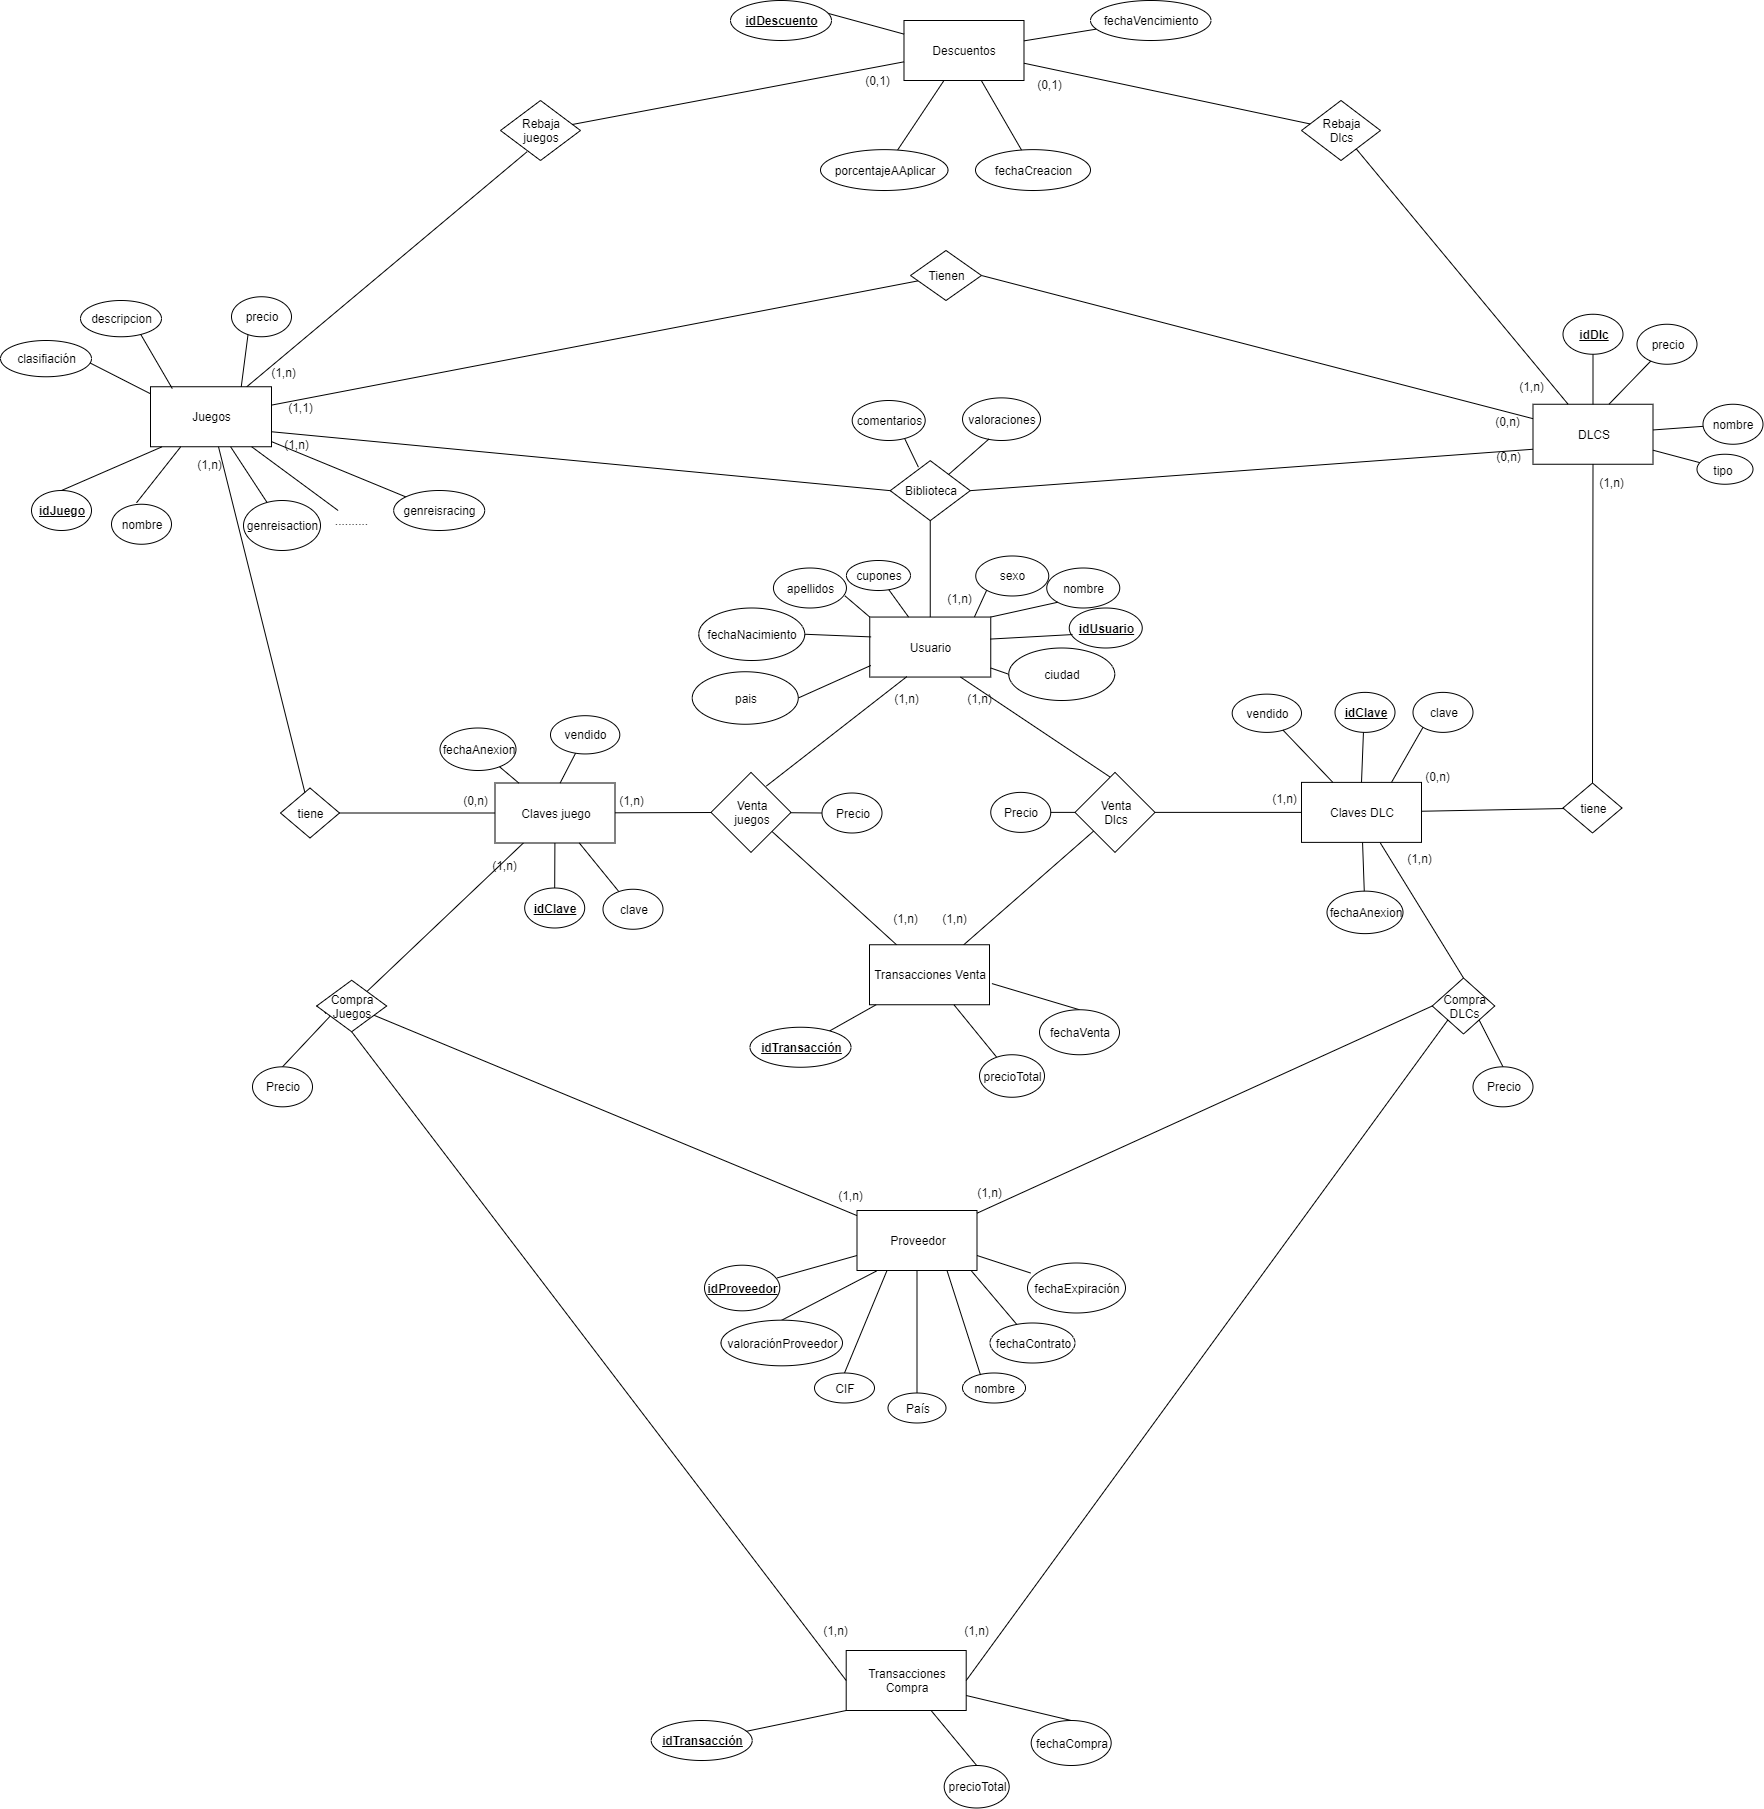 idDescuento
fechaVencimiento
Descuentos
(0,1)
(0,1)
Rebaja
juegos
Rebaja
Dlcs
porcentajeAAplicar
fechaCreacion
Tienen
descripcion
precio
clasifiación
idDlc
precio
(1,n)
(1,n)
(1,1)
Juegos
comentarios
valoraciones
(0,n)
nombre
DLCS
(1,n)
(1,n)
(0,n)
tipo
(1,n)
Biblioteca
idJuego
nombre
genreisaction
..........
genreisracing
apellidos
cupones
sexo
nombre
(1,n)
fechaNacimiento
idUsuario
Usuario
ciudad
pais
(1,n)
(1,n)
vendido
idClave
clave
fechaAnexion
vendido
(0,n)
(0,n)
(1,n)
(1,n)
tiene
Claves juego
Venta
juegos
Precio
Precio
Venta
Dlcs
Claves DLC
tiene
(1,n)
(1,n)
idClave
clave
(1,n)
(1,n)
fechaAnexion
Transacciones Venta
Compra
Juegos
Compra
DLCs
fechaVenta
idTransacción
precioTotal
Precio
Precio
(1,n)
(1,n)
Proveedor
idProveedor
fechaExpiración
valoraciónProveedor
fechaContrato
CIF
nombre
País
(1,n)
(1,n)
Transacciones
Compra
idTransacción
fechaCompra
precioTotal